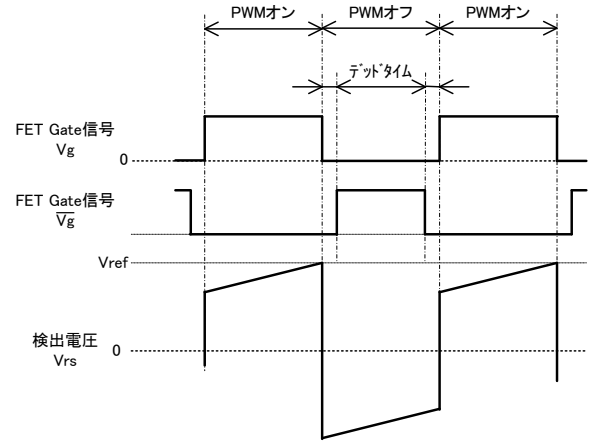 PWMオン PWMオフ PWMオン
デッドタイム
FET Gate信号
Vg
0
FET Gate信号
V̅g̅
Vref
検出電圧
Vrs
0